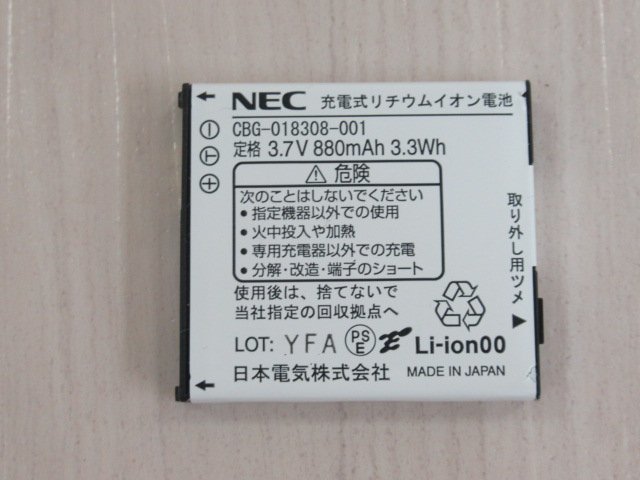 NEC 充電式リチウムイオン電池
CBG-018308-001
定格 3.7V 880mAh 3.3Wh
⚠危険
次のことはしないでください
●指定機器以外での使用
●火中投入や加熱
●専用充電器以外での充電
●分解・改造・端子のショート
使用後は、捨てないで
当社指定の回収拠点へ
取り外し用ツメ
LOT: YFA PSE Li-ion00
日本電気株式会社 MADE IN JAPAN